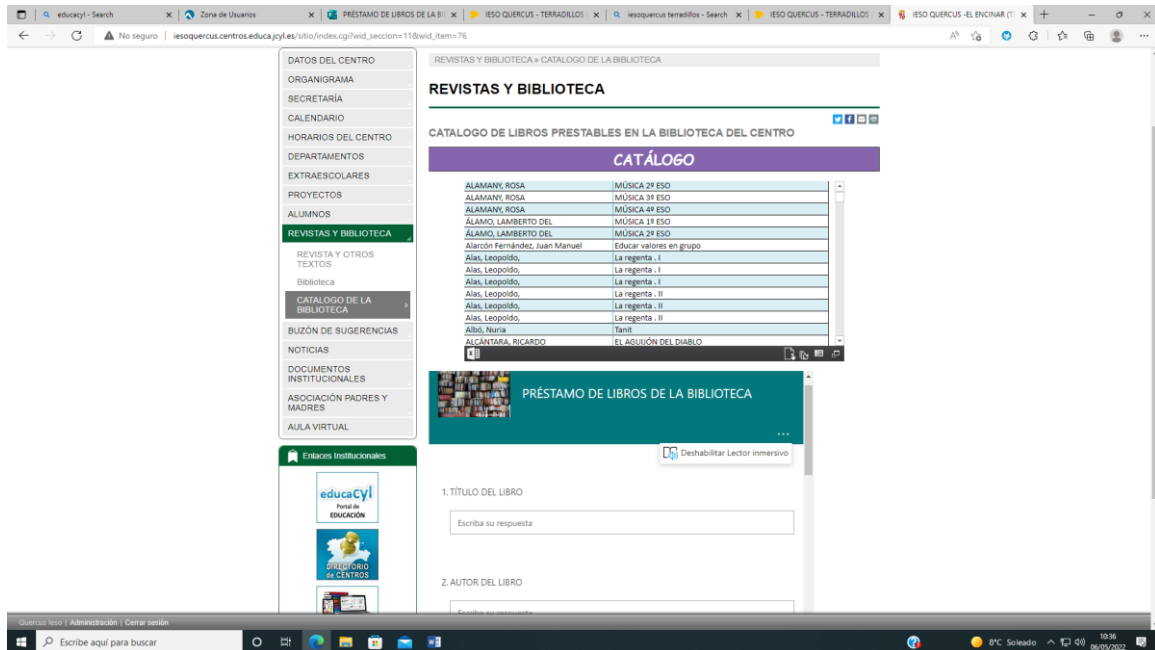 educacyl - Search
Zona de Usuarios
PRÉSTAMO DE LIBROS DE LA BI
IESO QUERCUS - TERRADILLOS
iesoquercus terradillos - Search
IESO QUERCUS - TERRADILLOS
IESO QUERCUS -EL ENCINAR (TE
No seguro | iesoquercus.centros.educa.jcyl.es/sitio/index.cgi?wid_seccion=11&wid_item=76
DATOS DEL CENTRO
ORGANIGRAMA
SECRETARÍA
CALENDARIO
HORARIOS DEL CENTRO
DEPARTAMENTOS
EXTRAESCOLARES
PROYECTOS
ALUMNOS
REVISTAS Y BIBLIOTECA
REVISTA Y OTROS
TEXTOS
Biblioteca
CATALOGO DE LA
BIBLIOTECA
BUZÓN DE SUGERENCIAS
NOTICIAS
DOCUMENTOS
INSTITUCIONALES
ASOCIACIÓN PADRES Y
MADRES
AULA VIRTUAL
Enlaces Institucionales
educacyl
Portal de
EDUCACIÓN
DIRECTORIO
de CENTROS
REVISTAS Y BIBLIOTECA » CATALOGO DE LA BIBLIOTECA
REVISTAS Y BIBLIOTECA
CATALOGO DE LIBROS PRESTABLES EN LA BIBLIOTECA DEL CENTRO
CATÁLOGO
ALAMANY, ROSA MÚSICA 2º ESO
ALAMANY, ROSA MÚSICA 3º ESO
ALAMANY, ROSA MÚSICA 4º ESO
ÁLAMO, LAMBERTO DEL MÚSICA 1º ESO
ÁLAMO, LAMBERTO DEL MÚSICA 2º ESO
Alarcón Fernández, Juan Manuel Educar valores en grupo
Alas, Leopoldo, La regenta . I
Alas, Leopoldo, La regenta . I
Alas, Leopoldo, La regenta . I
Alas, Leopoldo, La regenta . II
Alas, Leopoldo, La regenta . II
Alas, Leopoldo, La regenta . II
Albó, Nuria Tanit
ALCÁNTARA, RICARDO EL AGUIJÓN DEL DIABLO
PRÉSTAMO DE LIBROS DE LA BIBLIOTECA
...
Deshabilitar Lector inmersivo
1. TÍTULO DEL LIBRO
Escriba su respuesta
2. AUTOR DEL LIBRO
Escriba su respuesta
Quercus Ieso | Administración | Cerrar sesión
Escribe aquí para buscar
8°C Soleado
10:36
06/05/2022